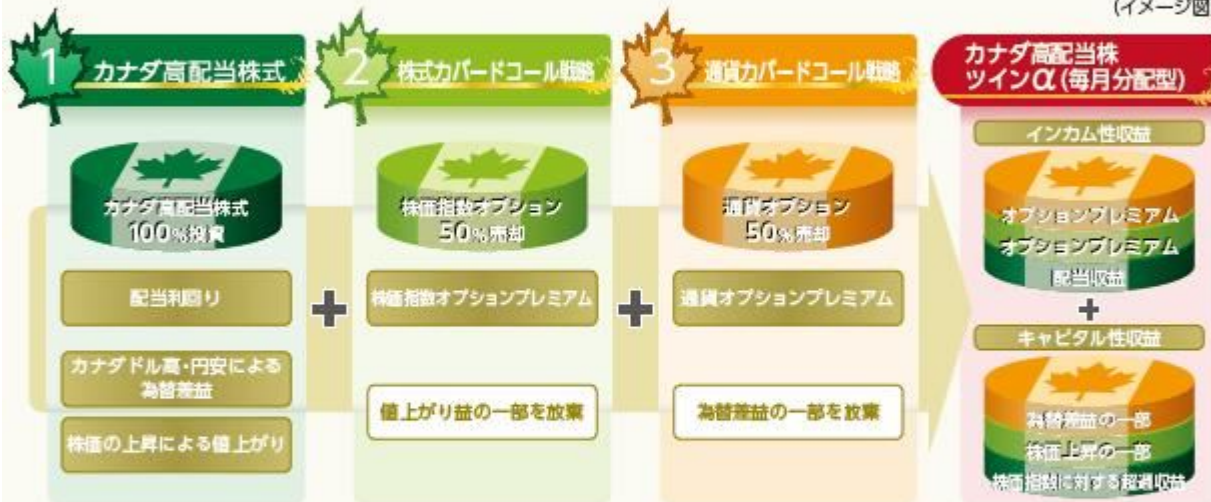 (イメージ図
1 カナダ高配当株式
カナダ高配当株式
100%投資
配当利回り
カナダドル高・円安による
為替差益
株価の上昇による値上がり
+
2 株式カバードコール戦略
株価指数オプション
50%売却
株価指数オプションプレミアム
値上がり益の一部を放棄
+
3 通貨カバードコール戦略
通貨オプション
50%売却
通貨オプションプレミアム
為替差益の一部を放棄
カナダ高配当株
ツインα(毎月分配型)
インカム性収益
オプションプレミアム
オプションプレミアム
配当収益
+
キャピタル性収益
為替差益の一部
株価上昇の一部
株価指数に対する超過収益